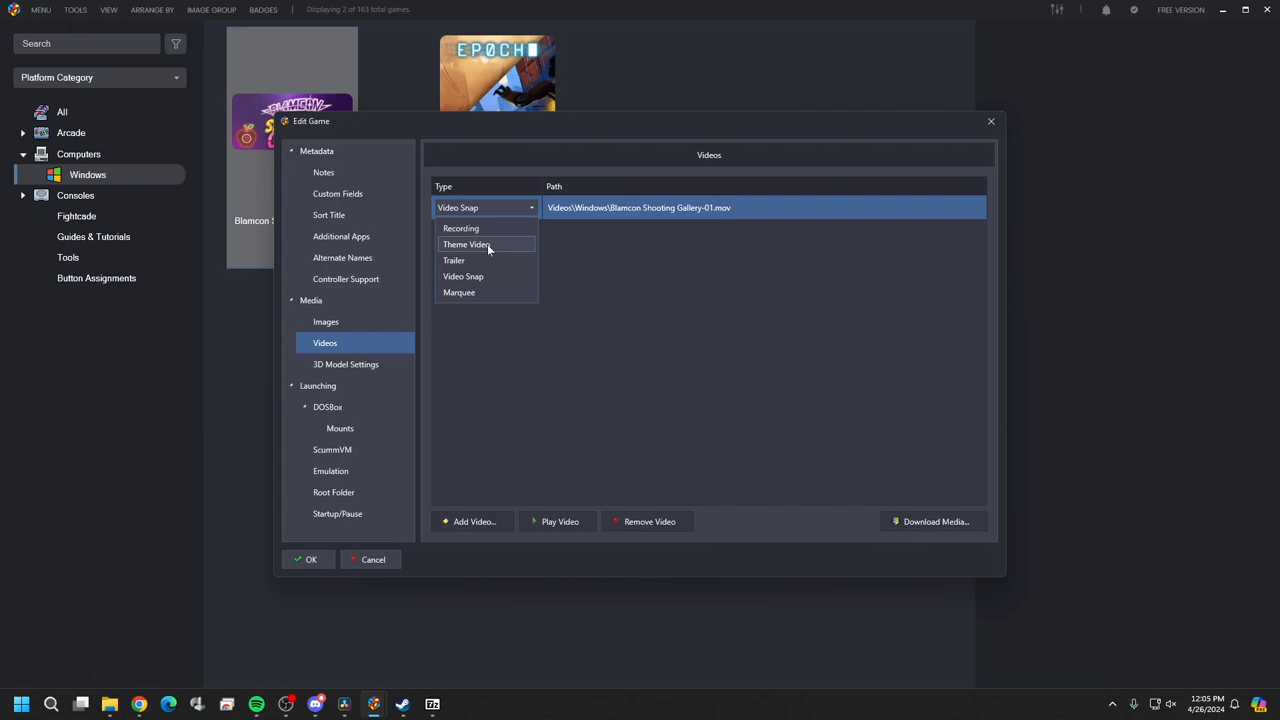 MENU TOOLS VIEW ARRANGE BY IMAGE GROUP BADGES Displaying 2 of 163 total games. FREE VERSION
Search
Platform Category
All
Arcade
Computers
Windows
Consoles
Fightcade
Guides & Tutorials
Tools
Button Assignments
EPOCH
BLAMCON
Blamcon S
Edit Game
Metadata
Notes
Custom Fields
Sort Title
Additional Apps
Alternate Names
Controller Support
Media
Images
Videos
3D Model Settings
Launching
DOSBox
Mounts
ScummVM
Emulation
Root Folder
Startup/Pause
Videos
Type Path
Video Snap Videos\Windows\Blamcon Shooting Gallery-01.mov
Recording
Theme Video
Trailer
Video Snap
Marquee
Add Video... Play Video Remove Video Download Media...
OK Cancel
12:05 PM
4/26/2024